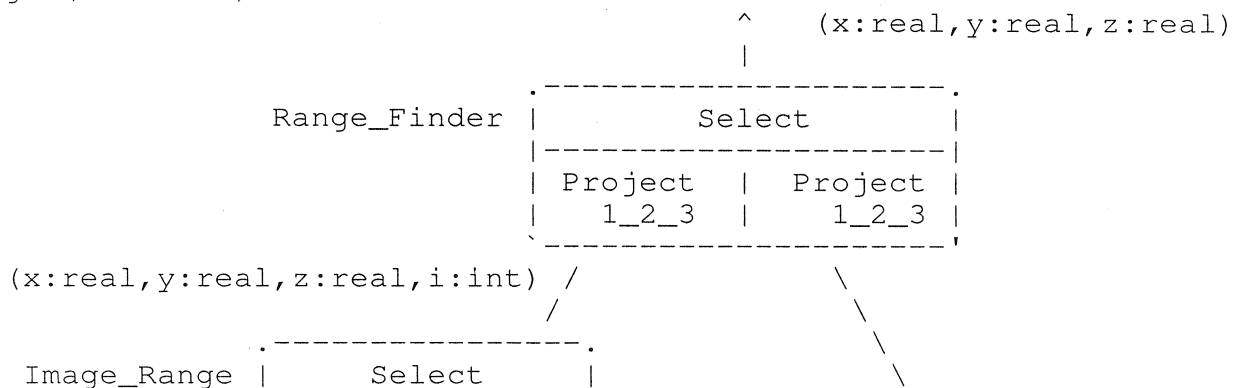 ^ (x:real,y:real,z:real)
|
.---------------------.
Range_Finder | Select |
|---------------------|
| Project | Project |
| 1_2_3 | 1_2_3 |
`---------------------'
(x:real,y:real,z:real,i:int) / \
/ \
.----------------. \
Image_Range | Select | \